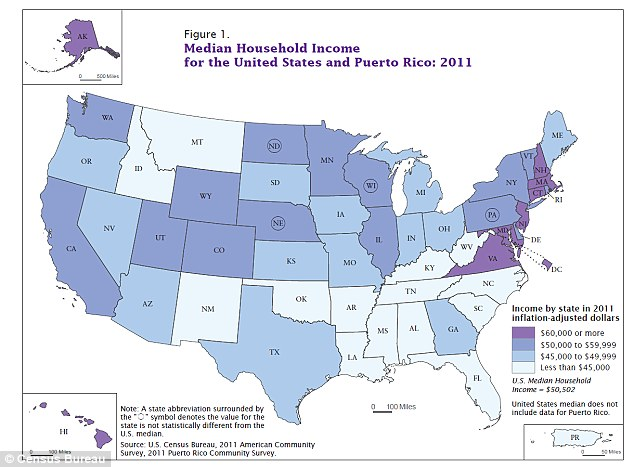 Figure 1.
Median Household Income
for the United States and Puerto Rico: 2011
AK
0 500 Miles
WA
MT
ND
MN
ME
OR
ID
SD
WI
VT
NH
NY
MA
CT
RI
WY
MI
IA
NE
PA
NJ
NV
UT
CO
IL
IN
OH
MD
DE
CA
KS
MO
WV
VA
DC
KY
AZ
NM
OK
AR
TN
NC
SC
TX
MS
AL
GA
LA
FL
Income by state in 2011
inflation-adjusted dollars
$60,000 or more
$50,000 to $59,999
$45,000 to $49,999
Less than $45,000
U.S. Median Household
Income = $50,502
United States median does not
include data for Puerto Rico.
0 100 Miles
HI
0 100 Miles
Note: A state abbreviation surrounded by
the "○" symbol denotes the value for the
state is not statistically different from the
U.S. median.
Source: U.S. Census Bureau, 2011 American Community
Survey, 2011 Puerto Rico Community Survey.
PR
0 50 Miles
© Census Bureau